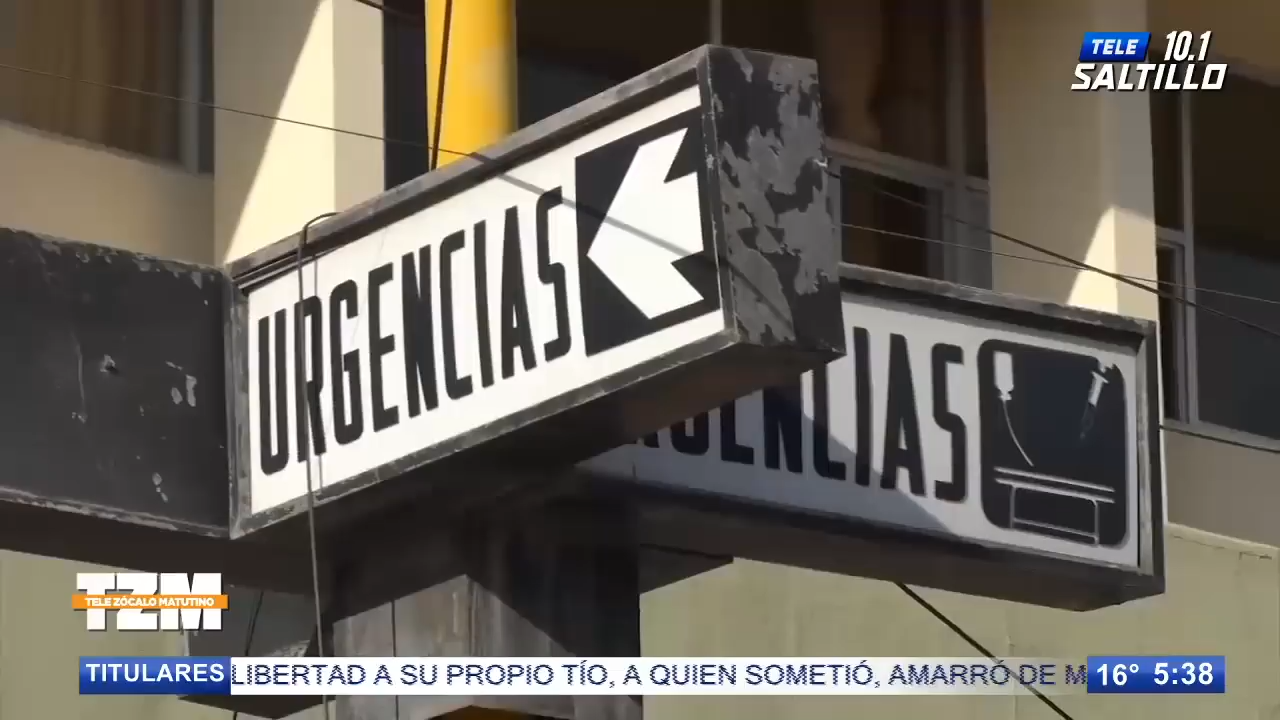 TELE 10.1
SALTILLO
URGENCIAS
GENCIAS
TZM
TELE ZÓCALO MATUTINO
TITULARES LIBERTAD A SU PROPIO TÍO, A QUIEN SOMETIÓ, AMARRÓ DE 16° 5:38